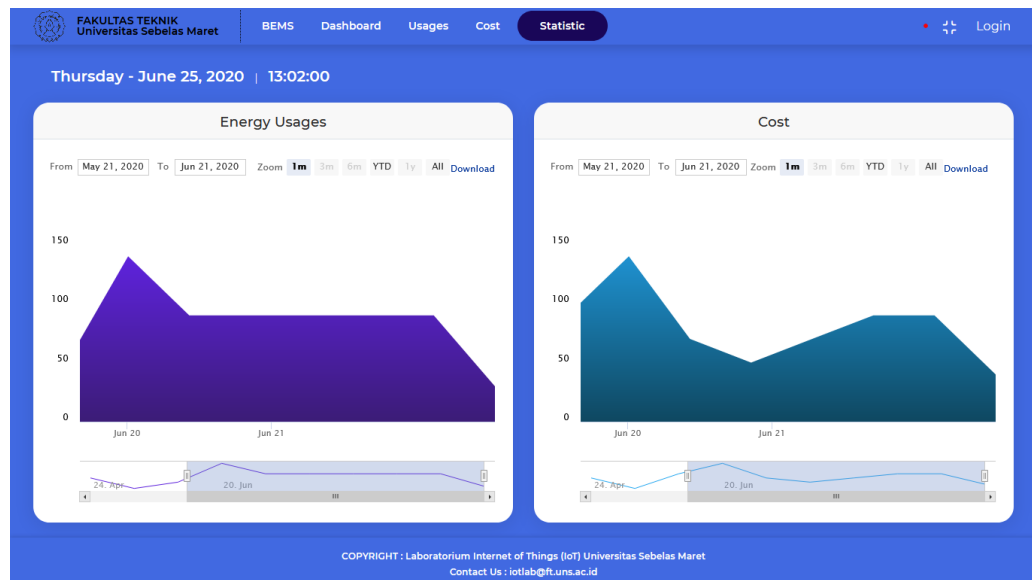 FAKULTAS TEKNIK
Universitas Sebelas Maret
BEMS Dashboard Usages Cost Statistic
Login
Thursday - June 25, 2020 | 13:02:00
Energy Usages
From May 21, 2020 To Jun 21, 2020 Zoom 1m 3m 6m YTD 1y All Download
150
100
50
0
Jun 20 Jun 21
24. Apr 20. Jun
Cost
From May 21, 2020 To Jun 21, 2020 Zoom 1m 3m 6m YTD 1y All Download
150
100
50
0
Jun 20 Jun 21
24. Apr 20. Jun
COPYRIGHT : Laboratorium Internet of Things (IoT) Universitas Sebelas Maret
Contact Us : iotlab@ft.uns.ac.id